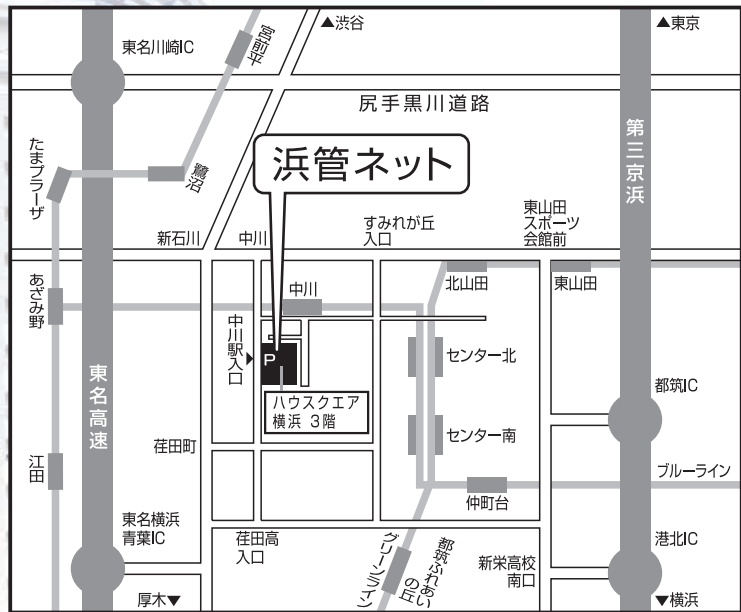 ▲渋谷
▲東京
東名川崎IC
宮前平
尻手黒川道路
第三京浜
たまプラーザ
鷺沼
浜管ネット
新石川
中川
すみれが丘
入口
東山田
スポーツ
会館前
あざみ野
中川
北山田
東山田
中川駅入口
P
センター北
東名高速
ハウスクエア
横浜 3階
都筑IC
荏田町
センター南
江田
ブルーライン
仲町台
東名横浜
青葉IC
荏田高
入口
グリーンライン
都筑ふれあい
の丘
新栄高校
南口
港北IC
厚木▼
▼横浜